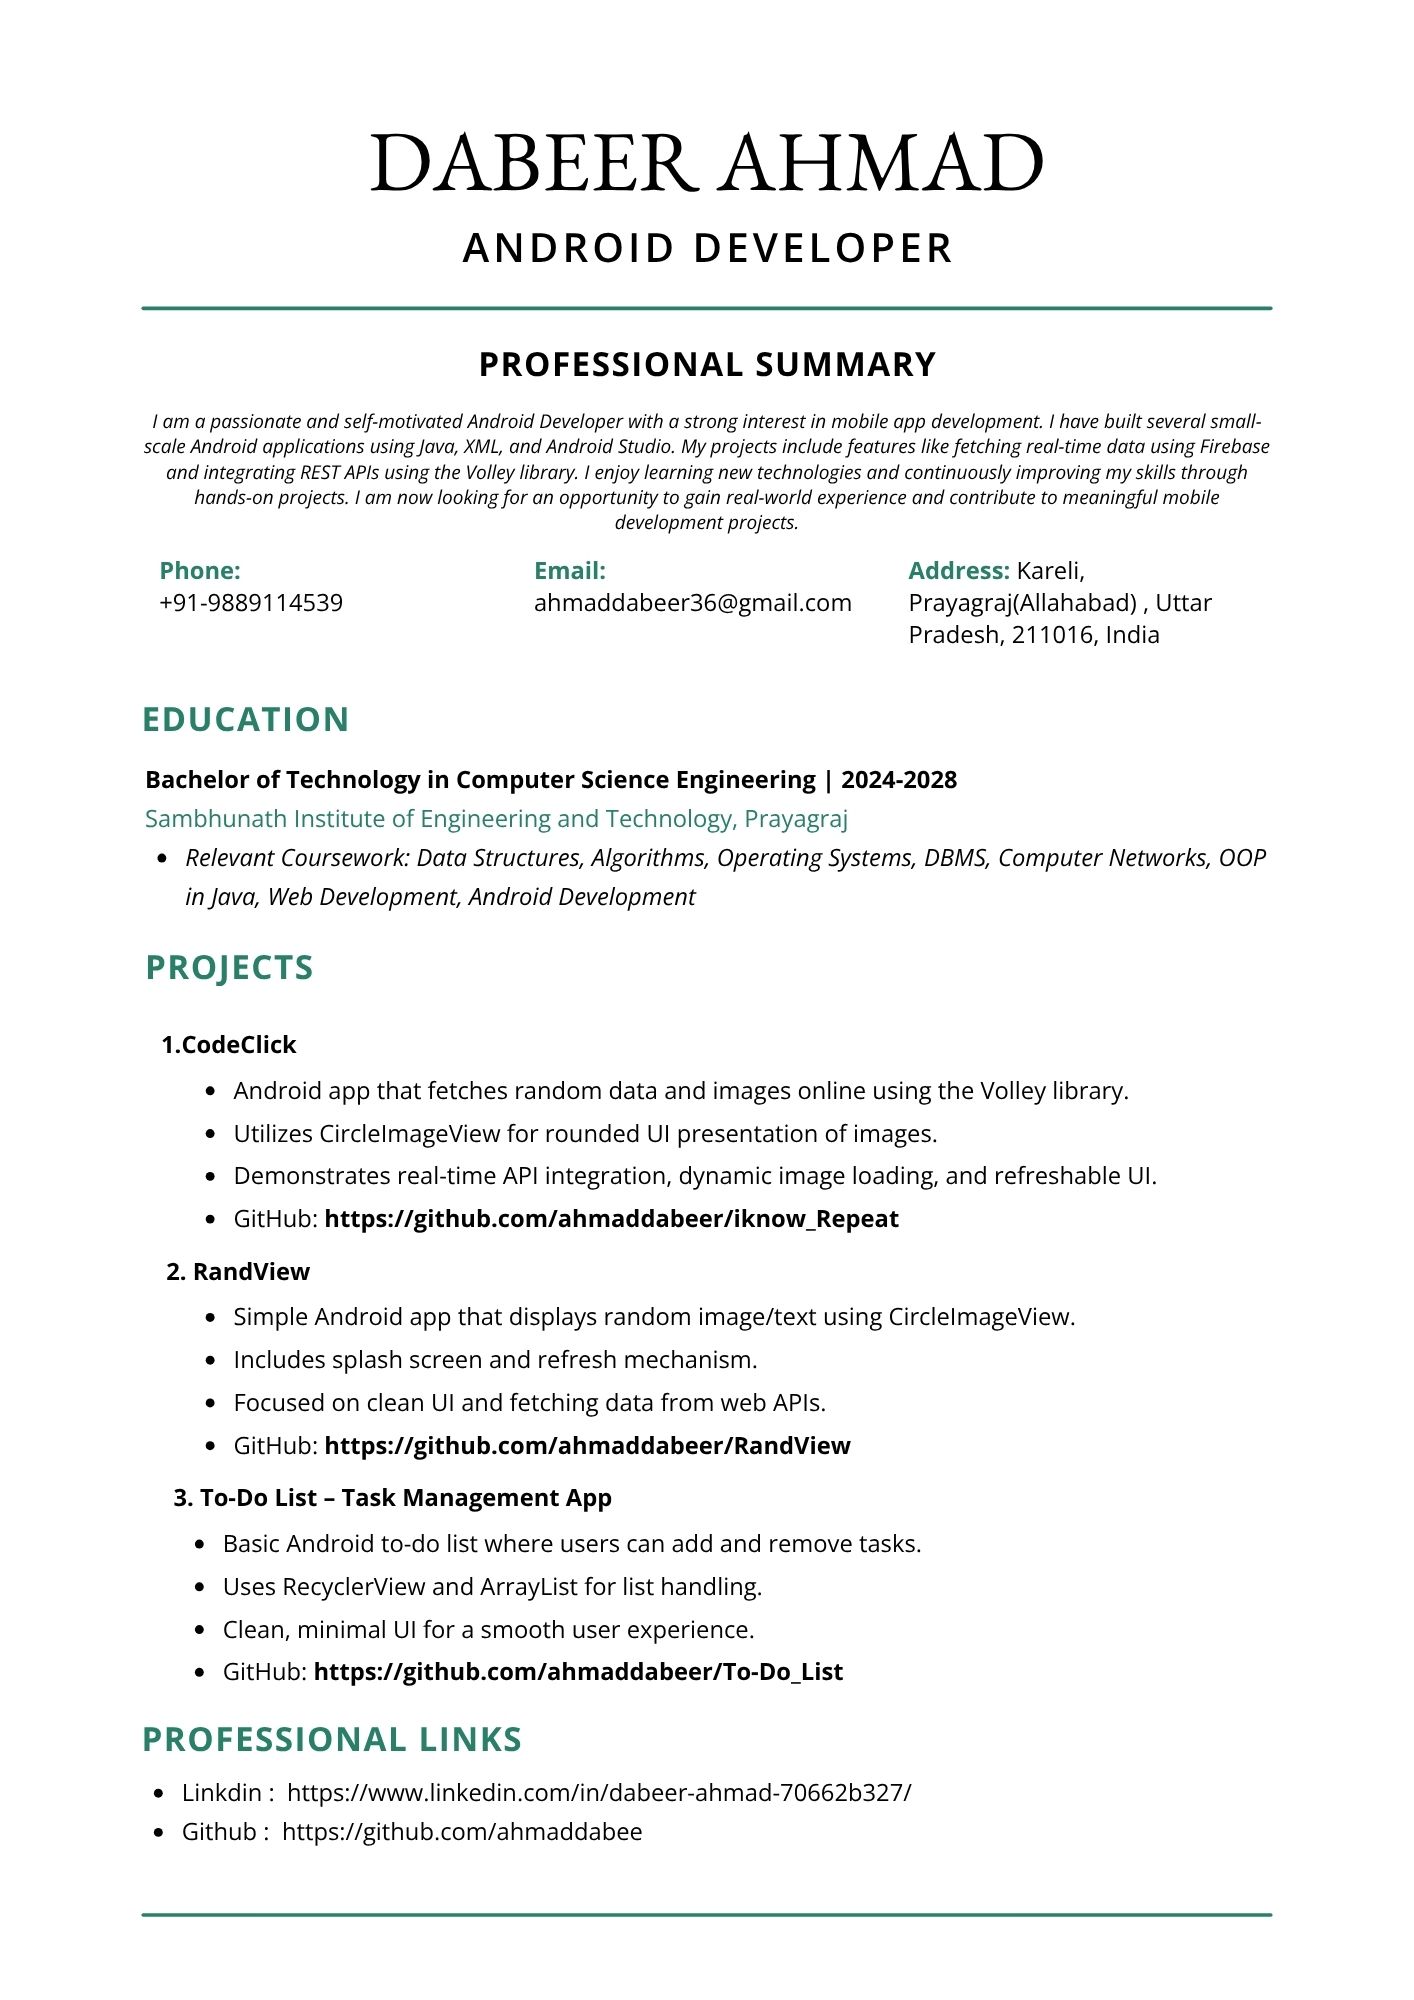 DABEER AHMAD
ANDROID DEVELOPER
PROFESSIONAL SUMMARY
I am a passionate and self-motivated Android Developer with a strong interest in mobile app development. I have built several small-
scale Android applications using Java, XML, and Android Studio. My projects include features like fetching real-time data using Firebase
and integrating REST APIs using the Volley library. I enjoy learning new technologies and continuously improving my skills through
hands-on projects. I am now looking for an opportunity to gain real-world experience and contribute to meaningful mobile
development projects.
Phone:
+91-9889114539
Email:
ahmaddabeer36@gmail.com
Address: Kareli,
Prayagraj(Allahabad) , Uttar
Pradesh, 211016, India
EDUCATION
Bachelor of Technology in Computer Science Engineering | 2024-2028
Sambhunath Institute of Engineering and Technology, Prayagraj
• Relevant Coursework: Data Structures, Algorithms, Operating Systems, DBMS, Computer Networks, OOP
in Java, Web Development, Android Development
PROJECTS
1.CodeClick
• Android app that fetches random data and images online using the Volley library.
• Utilizes CircleImageView for rounded UI presentation of images.
• Demonstrates real-time API integration, dynamic image loading, and refreshable UI.
• GitHub: https://github.com/ahmaddabeer/iknow_Repeat
2. RandView
• Simple Android app that displays random image/text using CircleImageView.
• Includes splash screen and refresh mechanism.
• Focused on clean UI and fetching data from web APIs.
• GitHub: https://github.com/ahmaddabeer/RandView
3. To-Do List – Task Management App
• Basic Android to-do list where users can add and remove tasks.
• Uses RecyclerView and ArrayList for list handling.
• Clean, minimal UI for a smooth user experience.
• GitHub: https://github.com/ahmaddabeer/To-Do_List
PROFESSIONAL LINKS
• Linkdin :  https://www.linkedin.com/in/dabeer-ahmad-70662b327/
• Github :  https://github.com/ahmaddabee